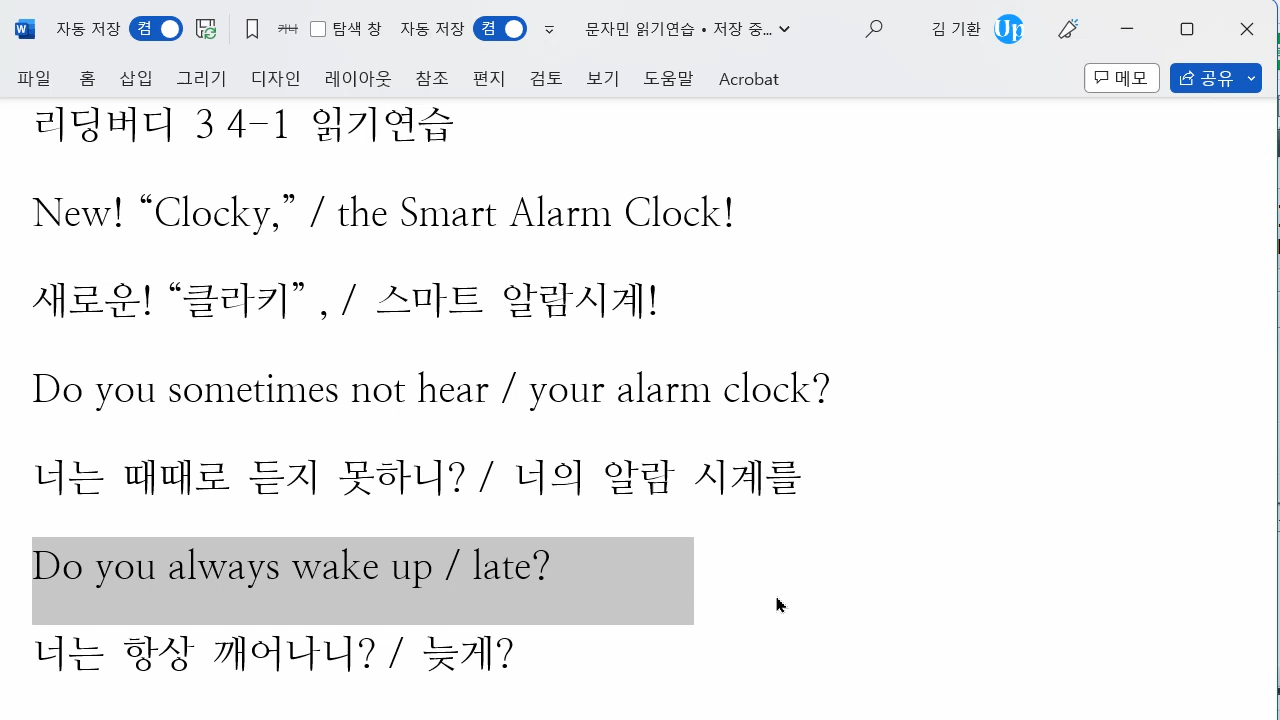 자동 저장 켬 가나 탐색 창 자동 저장 켬 문자민 읽기연습 • 저장 중... 김 기환 Up
파일 홈 삽입 그리기 디자인 레이아웃 참조 편지 검토 보기 도움말 Acrobat 메모 공유
리딩버디 3 4-1 읽기연습
New! “Clocky,” / the Smart Alarm Clock!
새로운! “클라키” , / 스마트 알람시계!
Do you sometimes not hear / your alarm clock?
너는 때때로 듣지 못하니? / 너의 알람 시계를
Do you always wake up / late?
너는 항상 깨어나니? / 늦게?